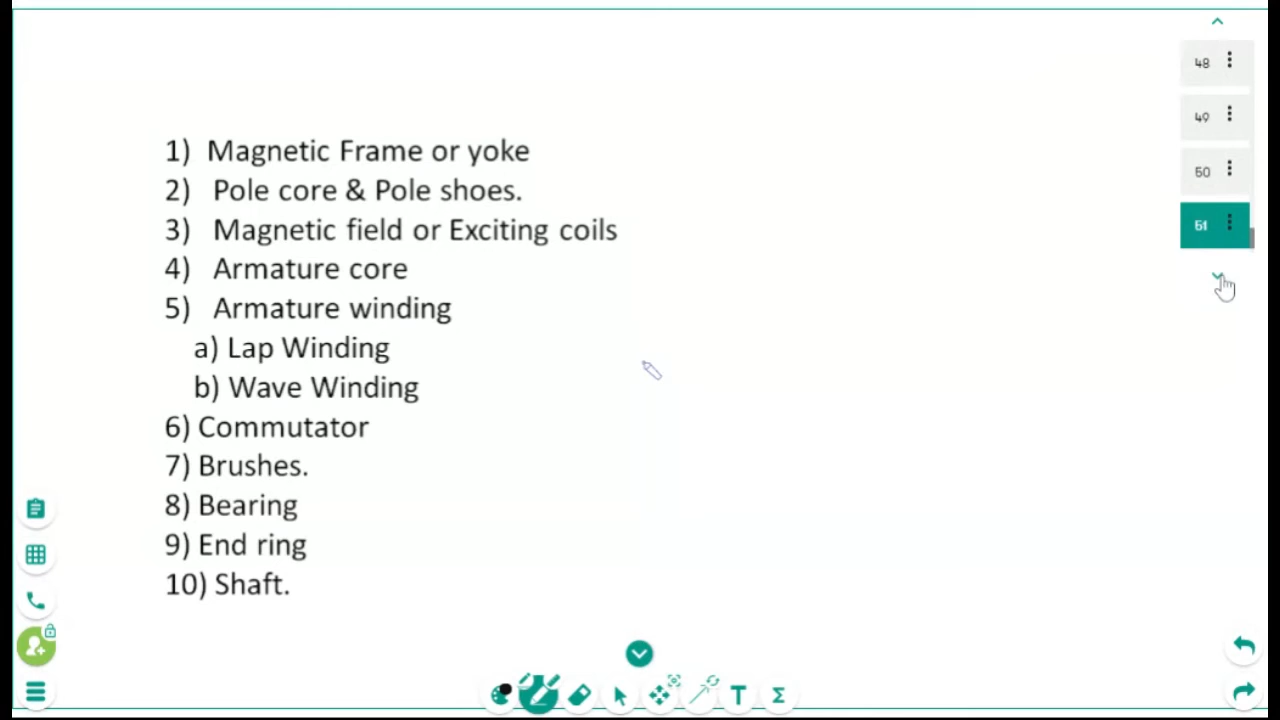 1) Magnetic Frame or yoke
2) Pole core & Pole shoes.
3) Magnetic field or Exciting coils
4) Armature core
5) Armature winding
a) Lap Winding
b) Wave Winding
6) Commutator
7) Brushes.
8) Bearing
9) End ring
10) Shaft.
48
49
50
51
T
Σ